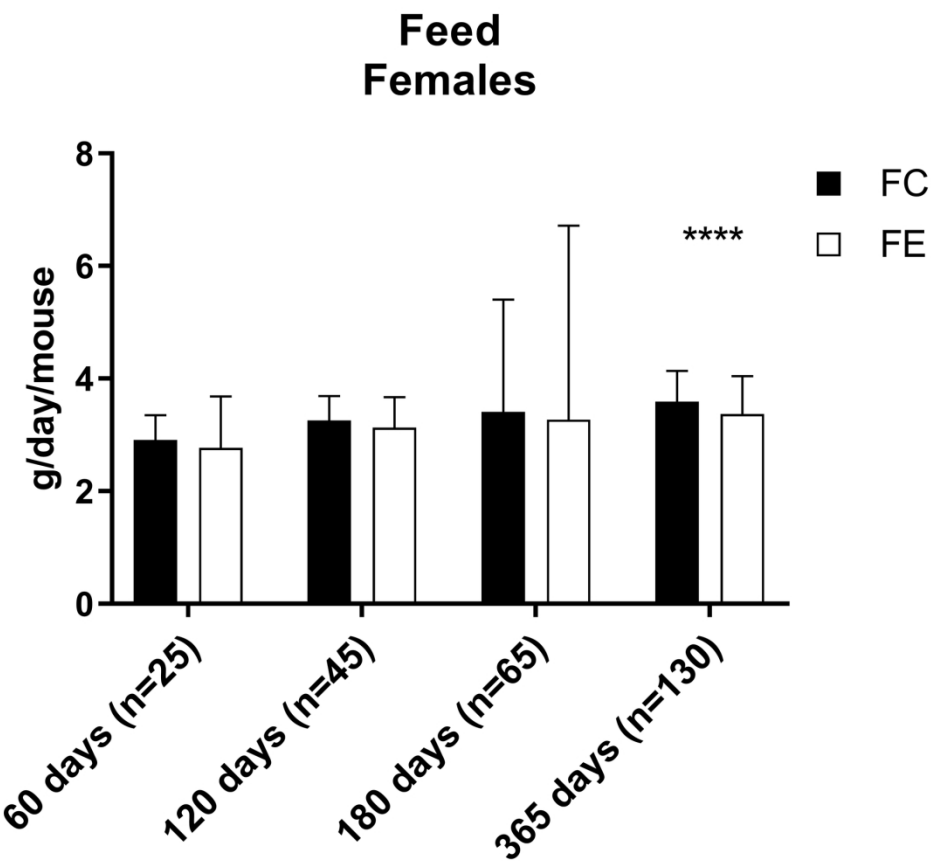 Feed
Females
8
6
4
2
0
g/day/mouse
FC
FE
****
60 days (n=25)
120 days (n=45)
180 days (n=65)
365 days (n=130)